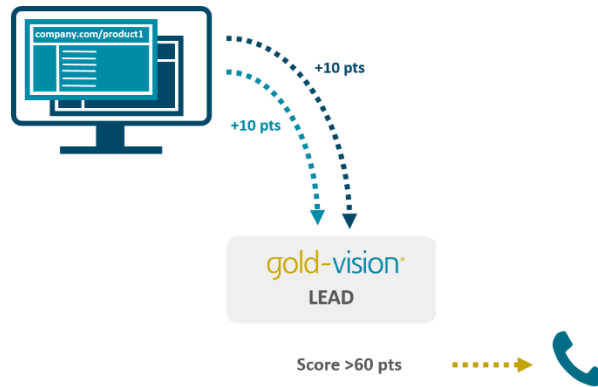 company.com/product1
+10 pts
+10 pts
gold-vision
LEAD
Score >60 pts